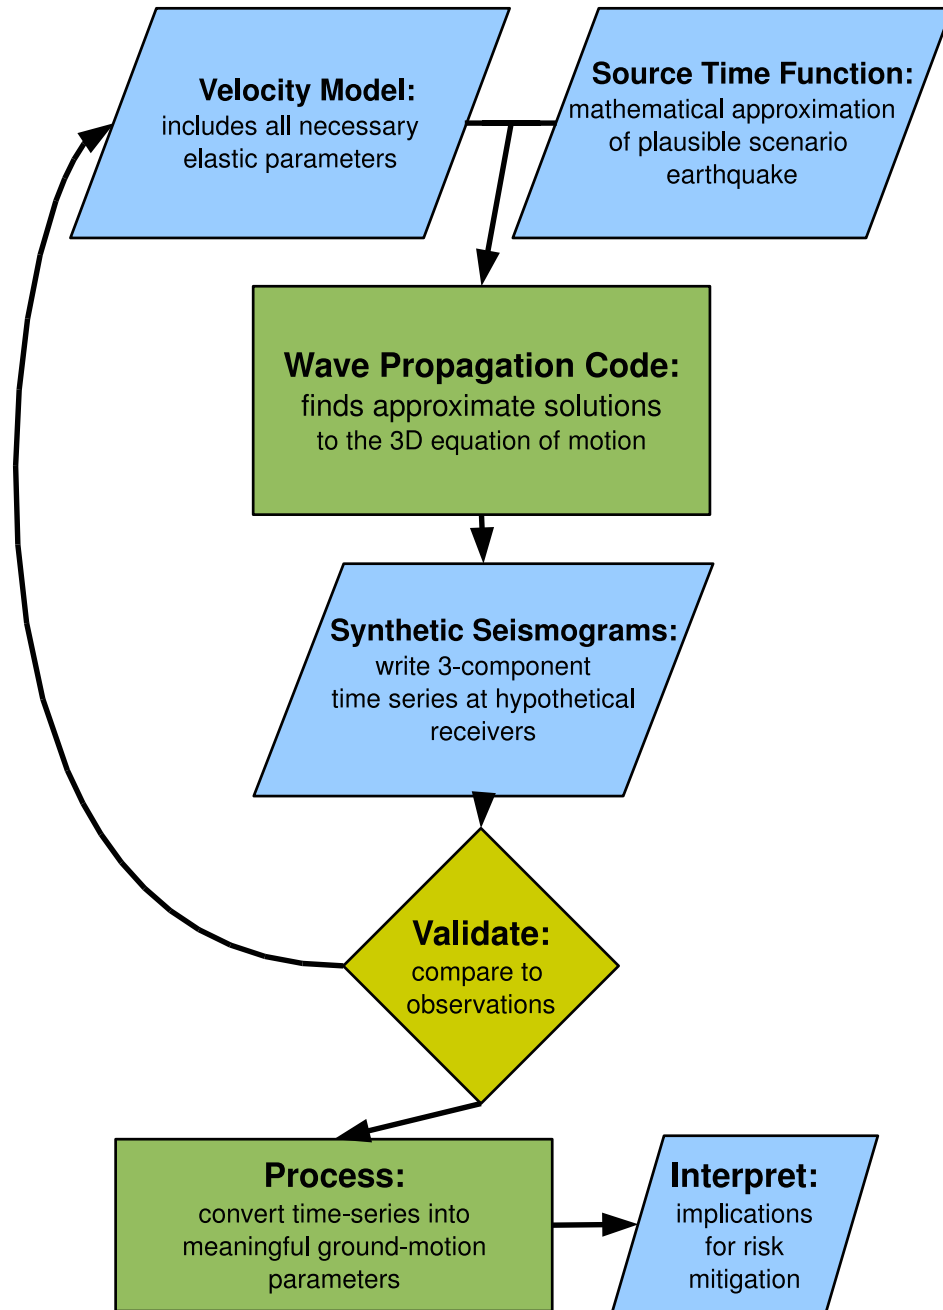 Velocity Model:
includes all necessary
elastic parameters
Source Time Function:
mathematical approximation
of plausible scenario
earthquake
Wave Propagation Code:
finds approximate solutions
to the 3D equation of motion
Synthetic Seismograms:
write 3-component
time series at hypothetical
receivers
Validate:
compare to
observations
Process:
convert time-series into
meaningful ground-motion
parameters
Interpret:
implications
for risk
mitigation